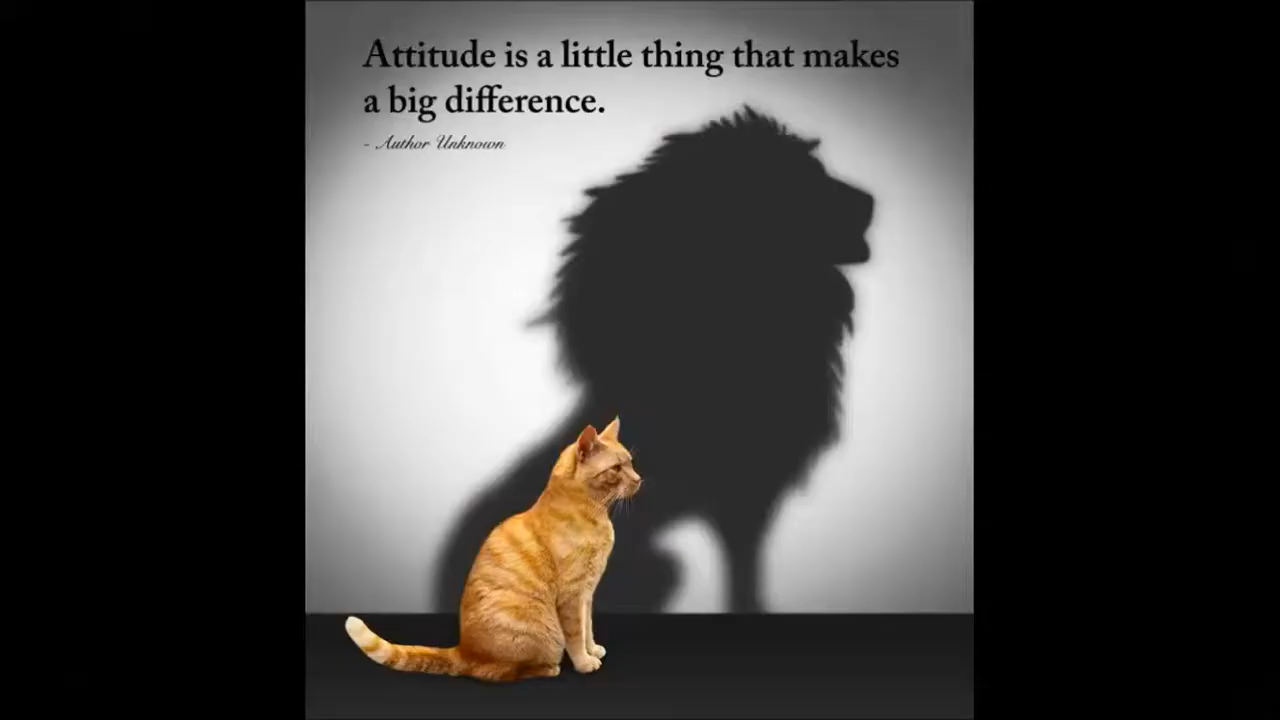 Attitude is a little thing that makes
a big difference.
- Author Unknown